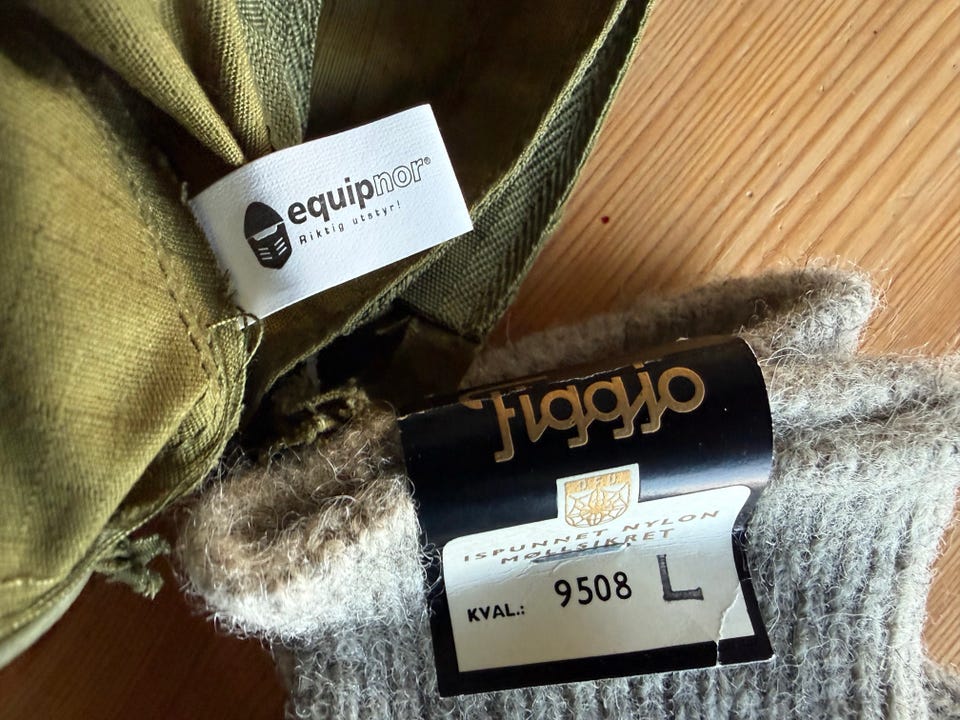 equipnor®
Riktig utstyr!
Figgjo
ISPUNNET NYLON
MØLLSIKRET
KVAL.: 9508 L